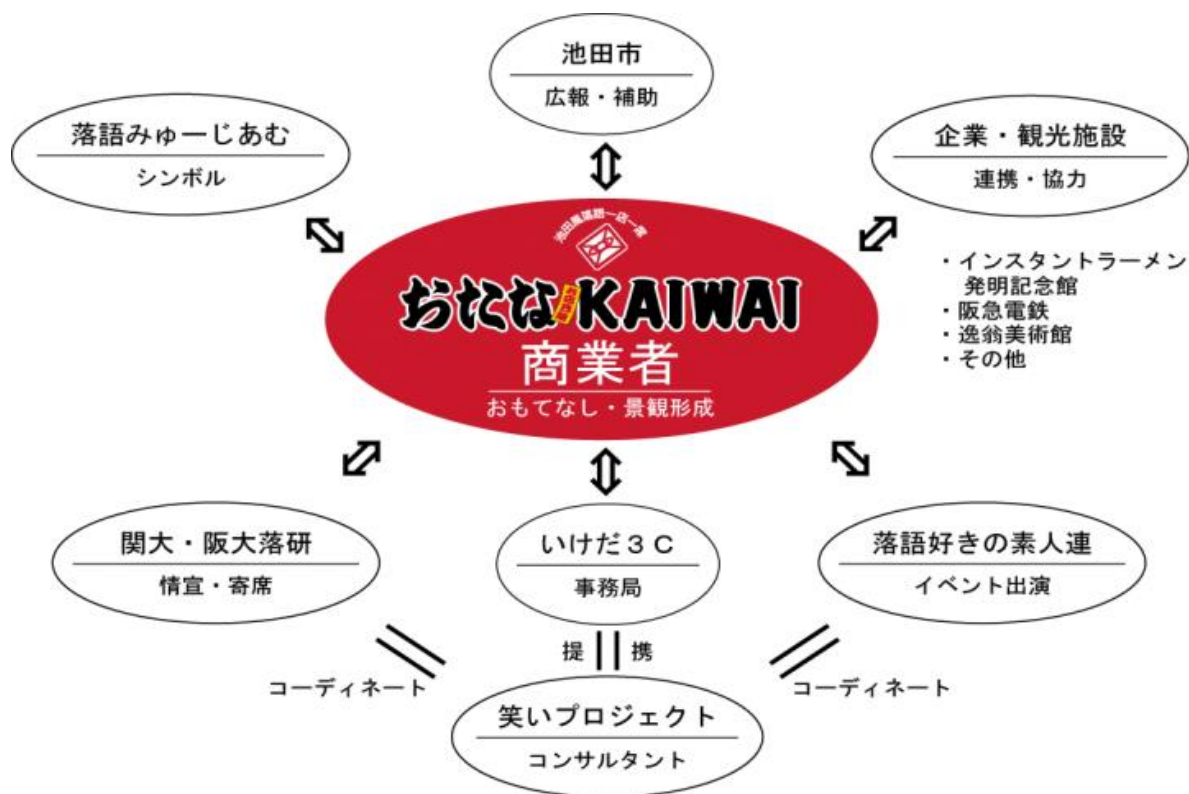 池田市
広報・補助
落語みゅーじあむ
シンボル
企業・観光施設
連携・協力
・インスタントラーメン
発明記念館
・阪急電鉄
・逸翁美術館
・その他
池田風落語一店一席
おたなKAIWAI
商業者
おもてなし・景観形成
関大・阪大落研
情宣・寄席
いけだ3C
事務局
落語好きの素人連
イベント出演
提携
コーディネート
コーディネート
笑いプロジェクト
コンサルタント